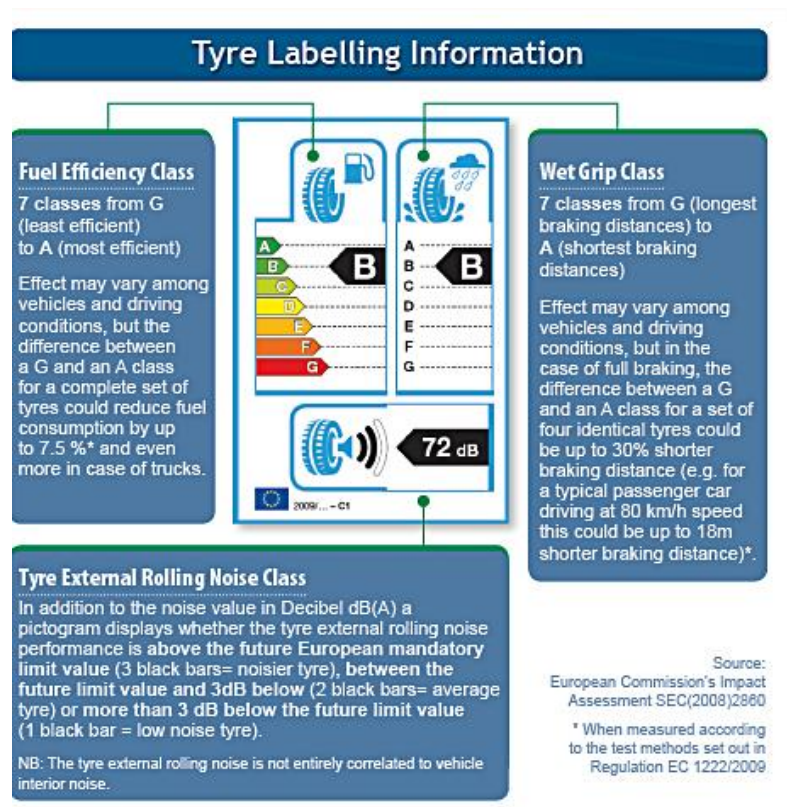 Tyre Labelling Information
Fuel Efficiency Class
7 classes from G
(least efficient)
to A (most efficient)
Effect may vary among
vehicles and driving
conditions, but the
difference between
a G and an A class
for a complete set of
tyres could reduce fuel
consumption by up
to 7.5 %* and even
more in case of trucks.
A
B
C
D
E
F
G
B
A
B
C
D
E
F
G
B
72 dB
2009/... – C1
Wet Grip Class
7 classes from G (longest
braking distances) to
A (shortest braking
distances)
Effect may vary among
vehicles and driving
conditions, but in the
case of full braking, the
difference between a G
and an A class for a set of
four identical tyres could
be up to 30% shorter
braking distance (e.g. for
a typical passenger car
driving at 80 km/h speed
this could be up to 18m
shorter braking distance)*.
Tyre External Rolling Noise Class
In addition to the noise value in Decibel dB(A) a
pictogram displays whether the tyre external rolling noise
performance is above the future European mandatory
limit value (3 black bars= noisier tyre), between the
future limit value and 3dB below (2 black bars= average
tyre) or more than 3 dB below the future limit value
(1 black bar = low noise tyre).
NB: The tyre external rolling noise is not entirely correlated to vehicle
interior noise.
Source:
European Commission's Impact
Assessment SEC(2008)2860
* When measured according
to the test methods set out in
Regulation EC 1222/2009